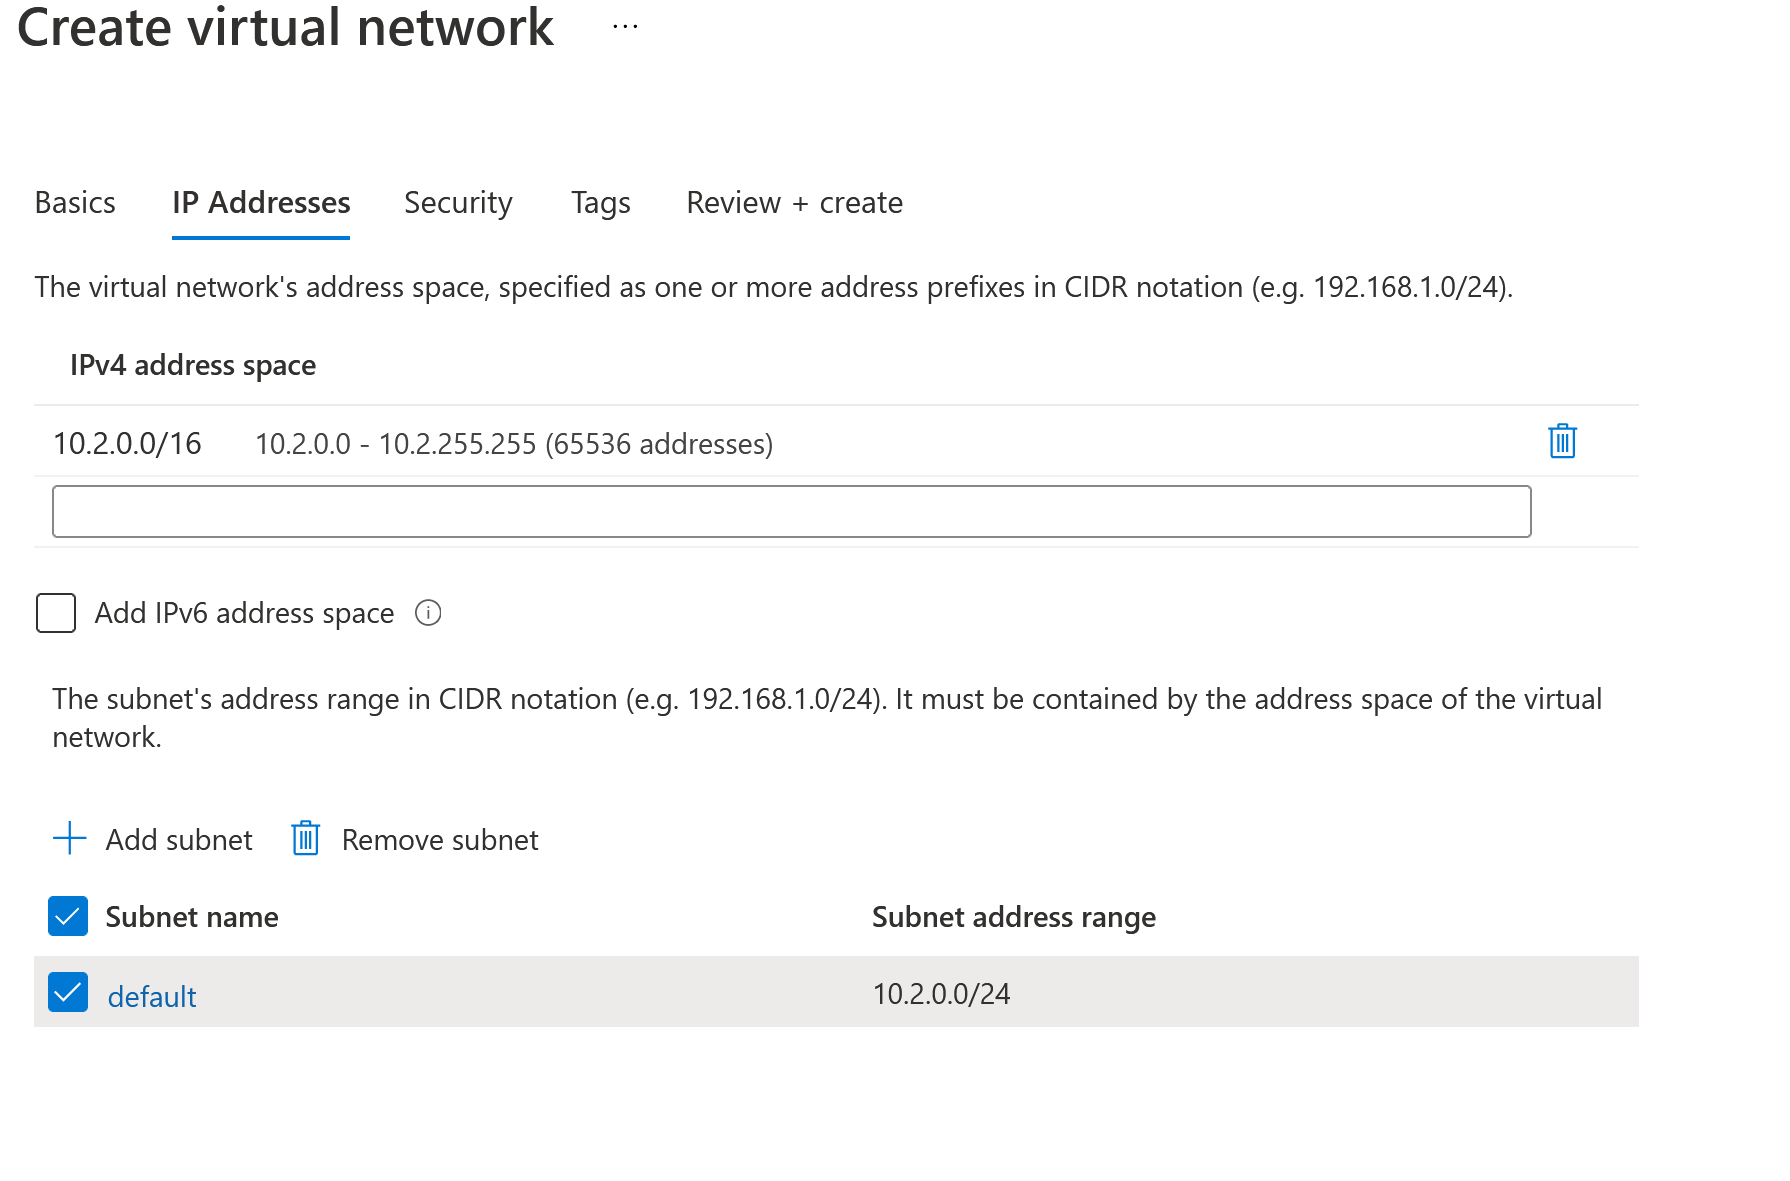 Create virtual network ...
Basics IP Addresses Security Tags Review + create
The virtual network's address space, specified as one or more address prefixes in CIDR notation (e.g. 192.168.1.0/24).
IPv4 address space
10.2.0.0/16 10.2.0.0 - 10.2.255.255 (65536 addresses)
Add IPv6 address space
The subnet's address range in CIDR notation (e.g. 192.168.1.0/24). It must be contained by the address space of the virtual
network.
Add subnet Remove subnet
Subnet name Subnet address range
default 10.2.0.0/24